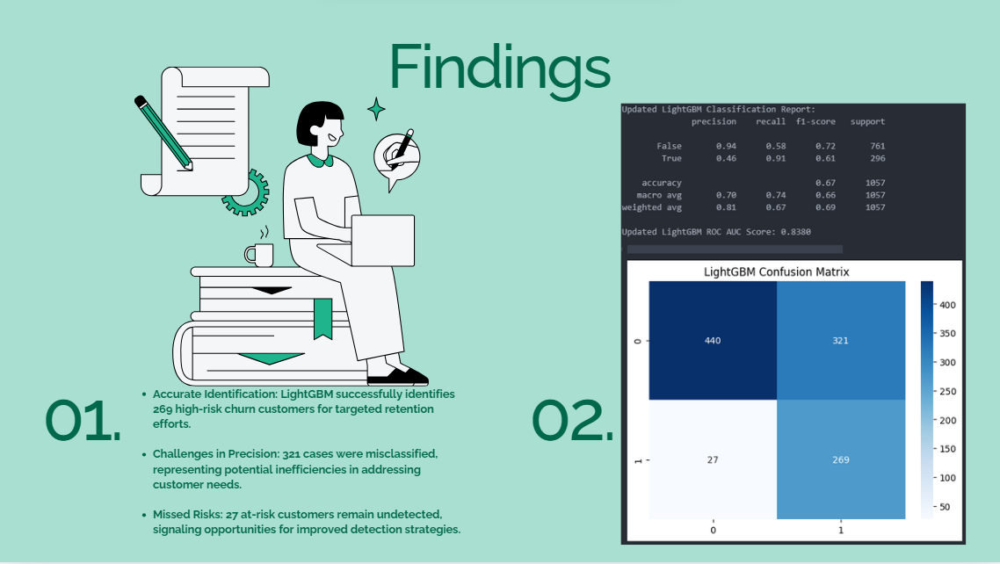 Findings
01.
• Accurate Identification: LightGBM successfully identifies
269 high-risk churn customers for targeted retention
efforts.
• Challenges in Precision: 321 cases were misclassified,
representing potential inefficiencies in addressing
customer needs.
• Missed Risks: 27 at-risk customers remain undetected,
signaling opportunities for improved detection strategies.
02.
Updated LightGBM Classification Report:
precision recall f1-score support
False 0.94 0.58 0.72 761
True 0.46 0.91 0.61 296
accuracy 0.67 1057
macro avg 0.70 0.74 0.66 1057
weighted avg 0.81 0.67 0.69 1057
Updated LightGBM ROC AUC Score: 0.8380
LightGBM Confusion Matrix
0 440 321
1 27 269
0 1
400
350
300
250
200
150
100
50